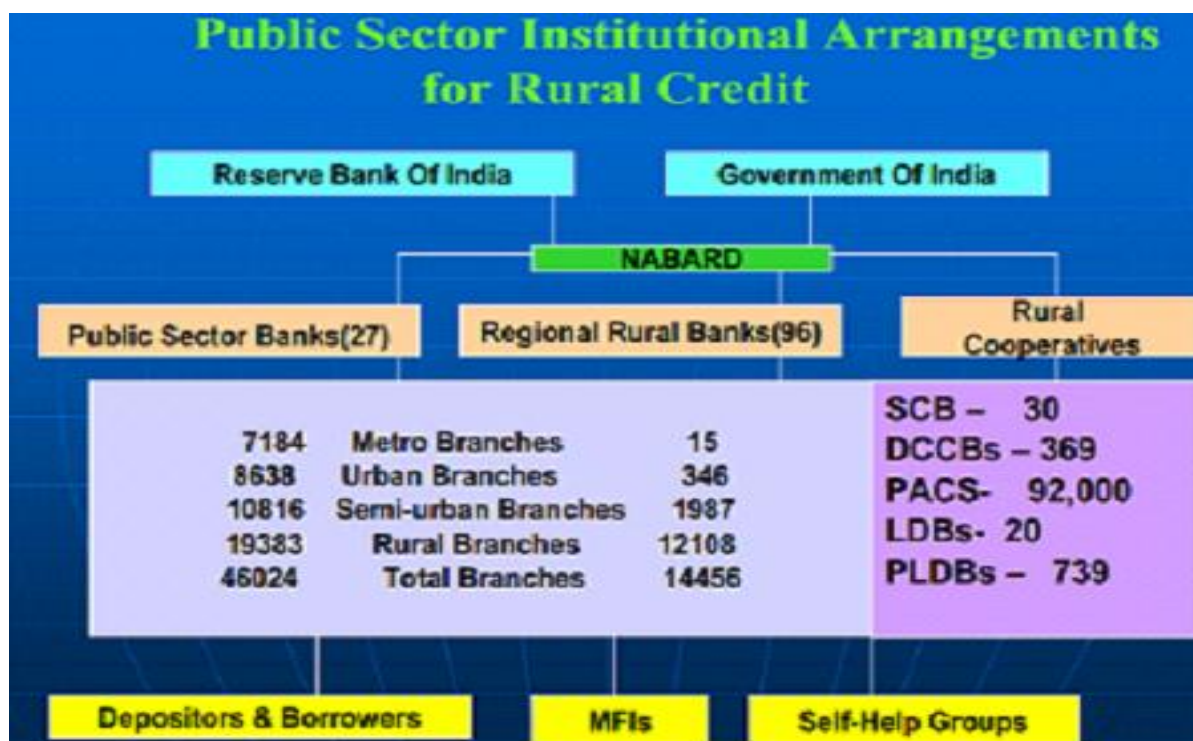 Public Sector Institutional Arrangements
for Rural Credit
Reserve Bank Of India
Government Of India
NABARD
Public Sector Banks(27)
Regional Rural Banks(96)
Rural
Cooperatives
7184 Metro Branches 15
8638 Urban Branches 346
10816 Semi-urban Branches 1987
19383 Rural Branches 12108
46024 Total Branches 14456
SCB – 30
DCCBs – 369
PACS- 92,000
LDBs- 20
PLDBs – 739
Depositors & Borrowers
MFIs
Self-Help Groups